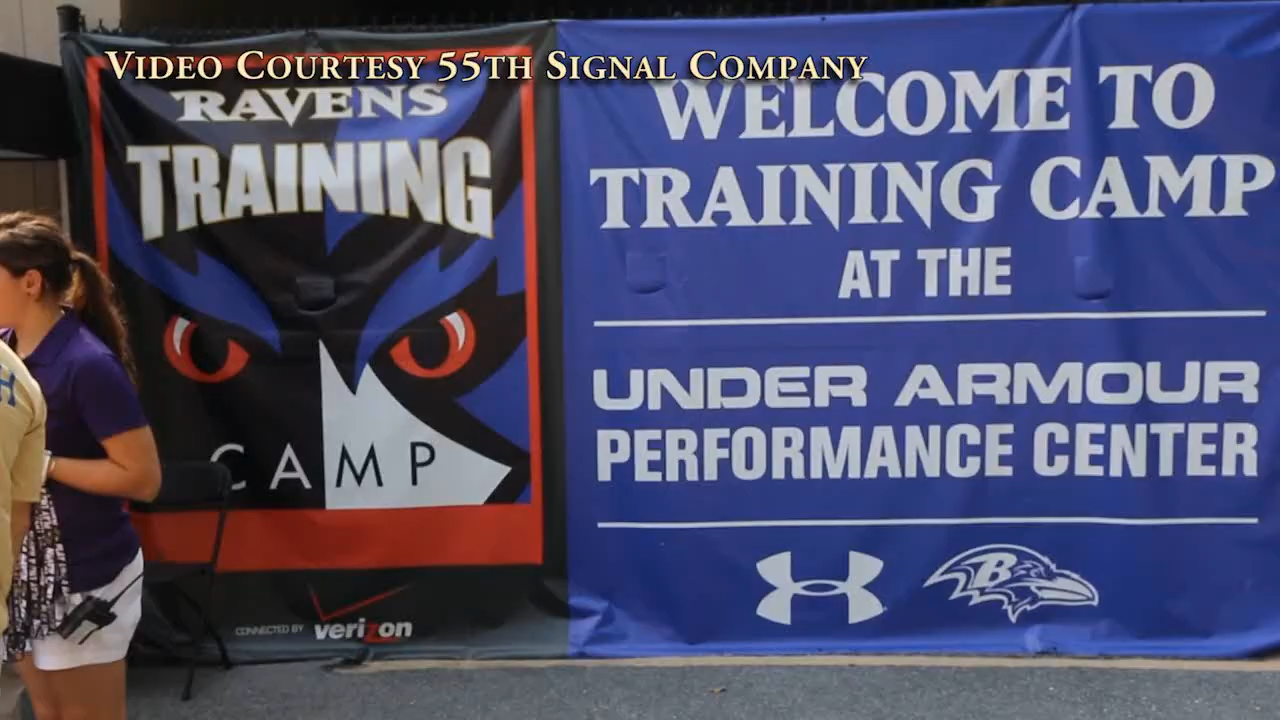 VIDEO COURTESY 55TH SIGNAL COMPANY
RAVENS
TRAINING
CAMP
CONNECTED BY verizon
WELCOME TO
TRAINING CAMP
AT THE
UNDER ARMOUR
PERFORMANCE CENTER
B
H